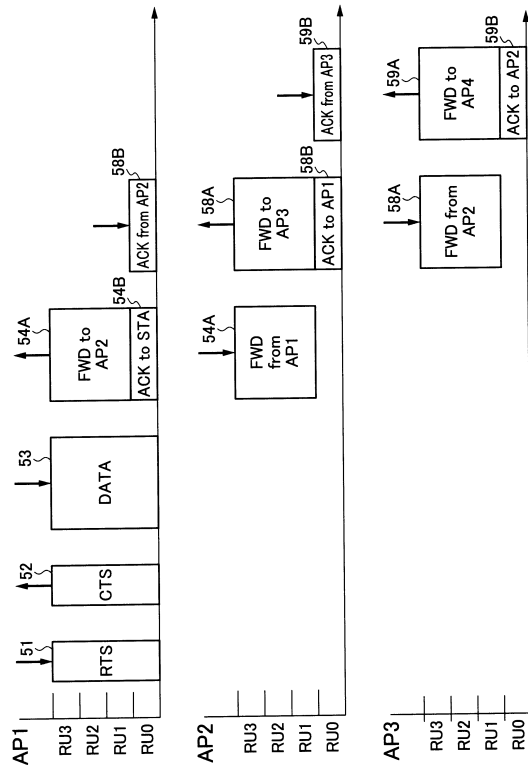 AP1
RU3
RU2
RU1
RU0
51
RTS
52
CTS
53
DATA
54A
FWD to
AP2
54B
ACK to STA
58B
ACK from AP2
AP2
RU3
RU2
RU1
RU0
54A
FWD
from
AP1
58A
FWD to
AP3
58B
ACK to AP1
59B
ACK from AP3
AP3
RU3
RU2
RU1
RU0
58A
FWD from
AP2
59A
FWD to
AP4
59B
ACK to AP2